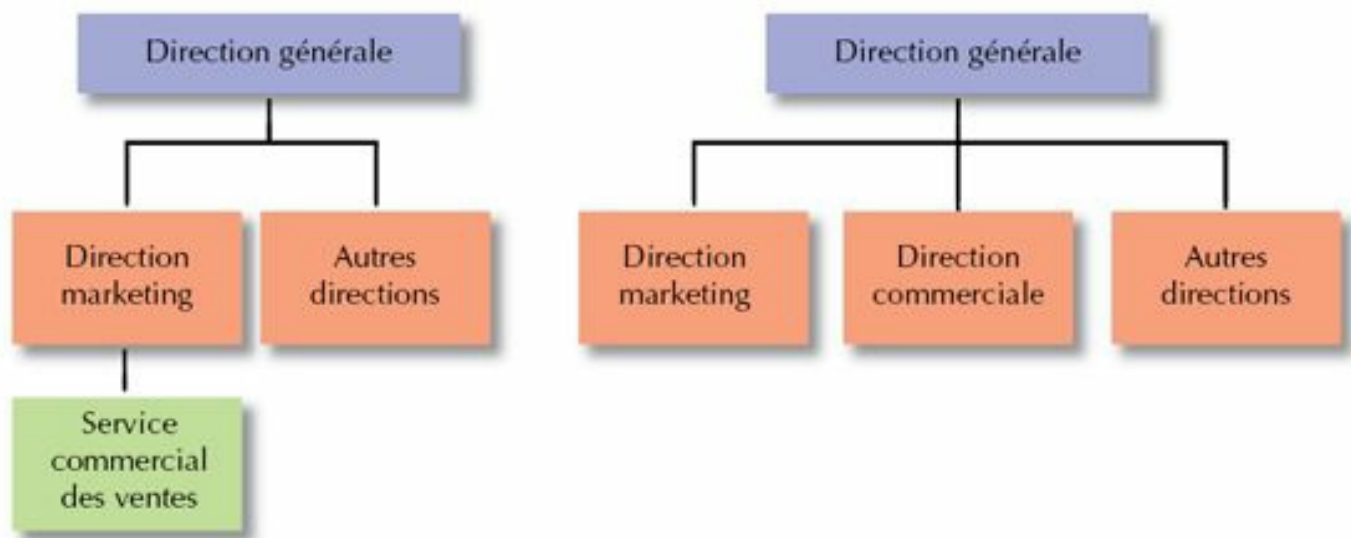 Direction générale
Direction
marketing
Autres
directions
Service
commercial
des ventes
Direction générale
Direction
marketing
Direction
commerciale
Autres
directions